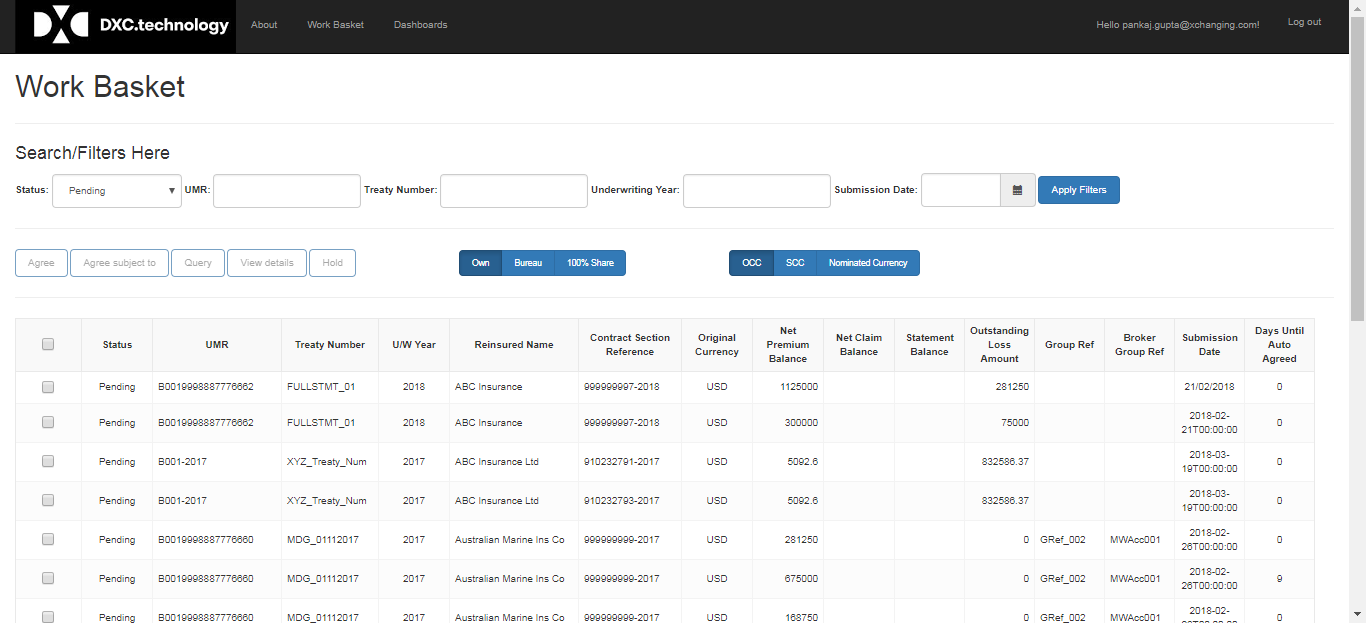 DXC.technology About Work Basket Dashboards Hello pankaj.gupta@xchanging.com! Log out
Work Basket
Search/Filters Here
Status: Pending UMR: Treaty Number: Underwriting Year: Submission Date: Apply Filters
Agree Agree subject to Query View details Hold Own Bureau 100% Share OCC SCC Nominated Currency
Status UMR Treaty Number U/W Year Reinsured Name Contract Section Reference Original Currency Net Premium Balance Net Claim Balance Statement Balance Outstanding Loss Amount Group Ref Broker Group Ref Submission Date Days Until Auto Agreed
Pending B0019998887776662 FULLSTMT_01 2018 ABC Insurance 999999997-2018 USD 1125000 281250 21/02/2018 0
Pending B0019998887776662 FULLSTMT_01 2018 ABC Insurance 999999997-2018 USD 300000 75000 2018-02-21T00:00:00 0
Pending B001-2017 XYZ_Treaty_Num 2017 ABC Insurance Ltd 910232791-2017 USD 5092.6 832586.37 2018-03-19T00:00:00 0
Pending B001-2017 XYZ_Treaty_Num 2017 ABC Insurance Ltd 910232793-2017 USD 5092.6 832586.37 2018-03-19T00:00:00 0
Pending B0019998887776660 MDG_01112017 2017 Australian Marine Ins Co 999999999-2017 USD 281250 0 GRef_002 MWAcc001 2018-02-26T00:00:00 0
Pending B0019998887776660 MDG_01112017 2017 Australian Marine Ins Co 999999999-2017 USD 675000 0 GRef_002 MWAcc001 2018-02-26T00:00:00 9
Pending B0019998887776660 MDG_01112017 2017 Australian Marine Ins Co 999999999-2017 USD 168750 0 GRef_002 MWAcc001 2018-02- 0